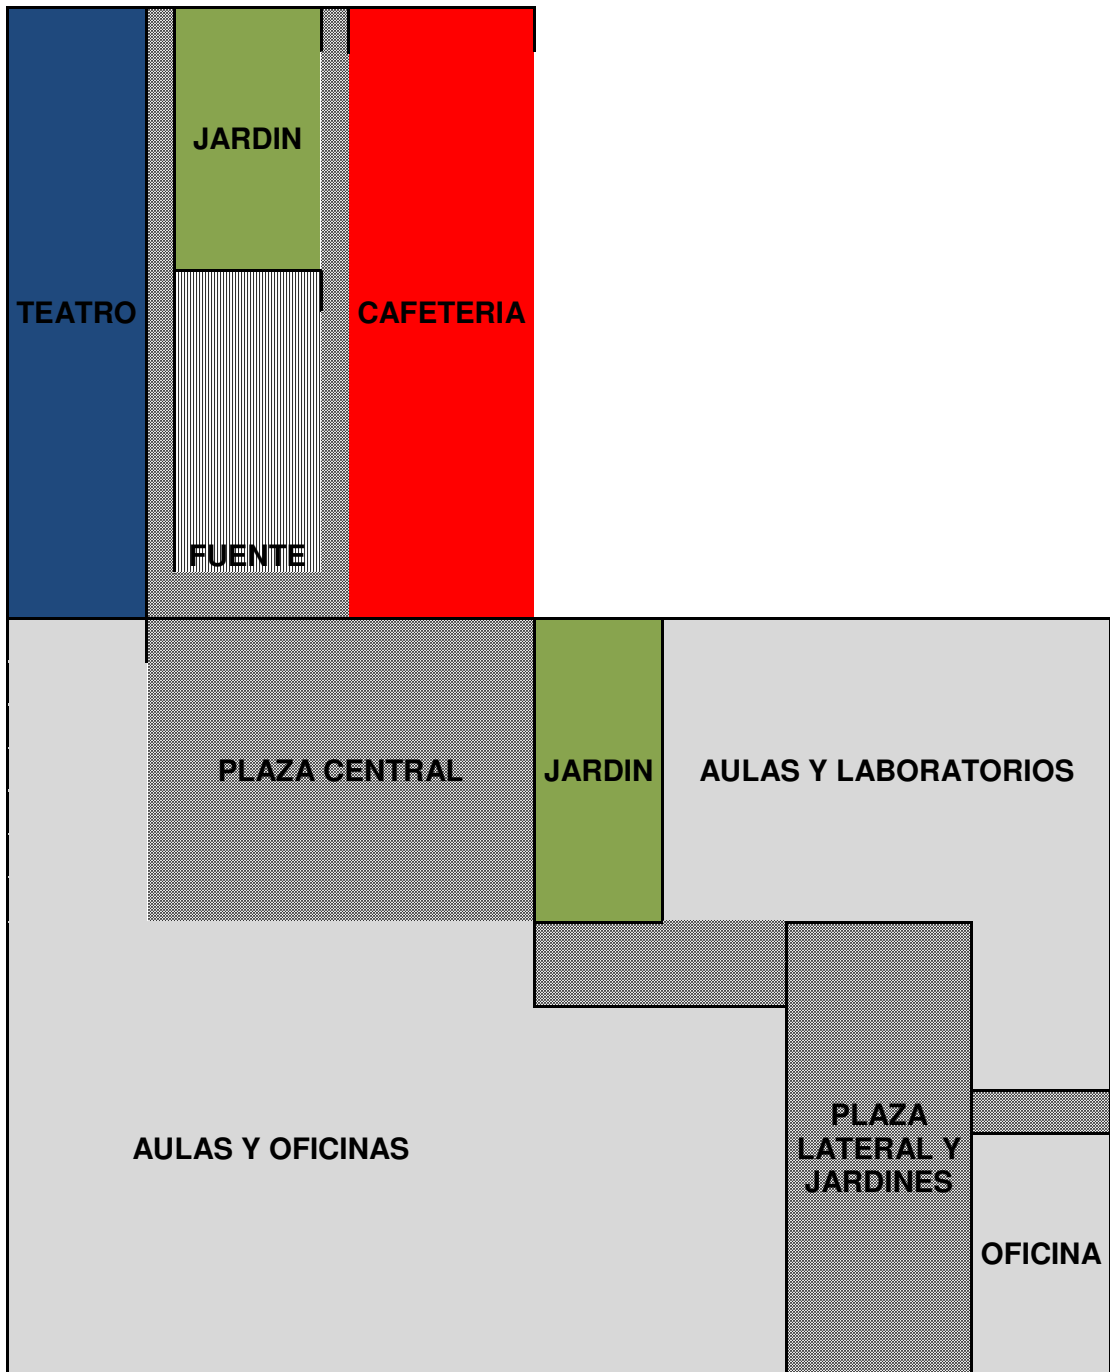 JARDIN
TEATRO
CAFETERIA
FUENTE
PLAZA CENTRAL
JARDIN
AULAS Y LABORATORIOS
AULAS Y OFICINAS
PLAZA
LATERAL Y
JARDINES
OFICINA